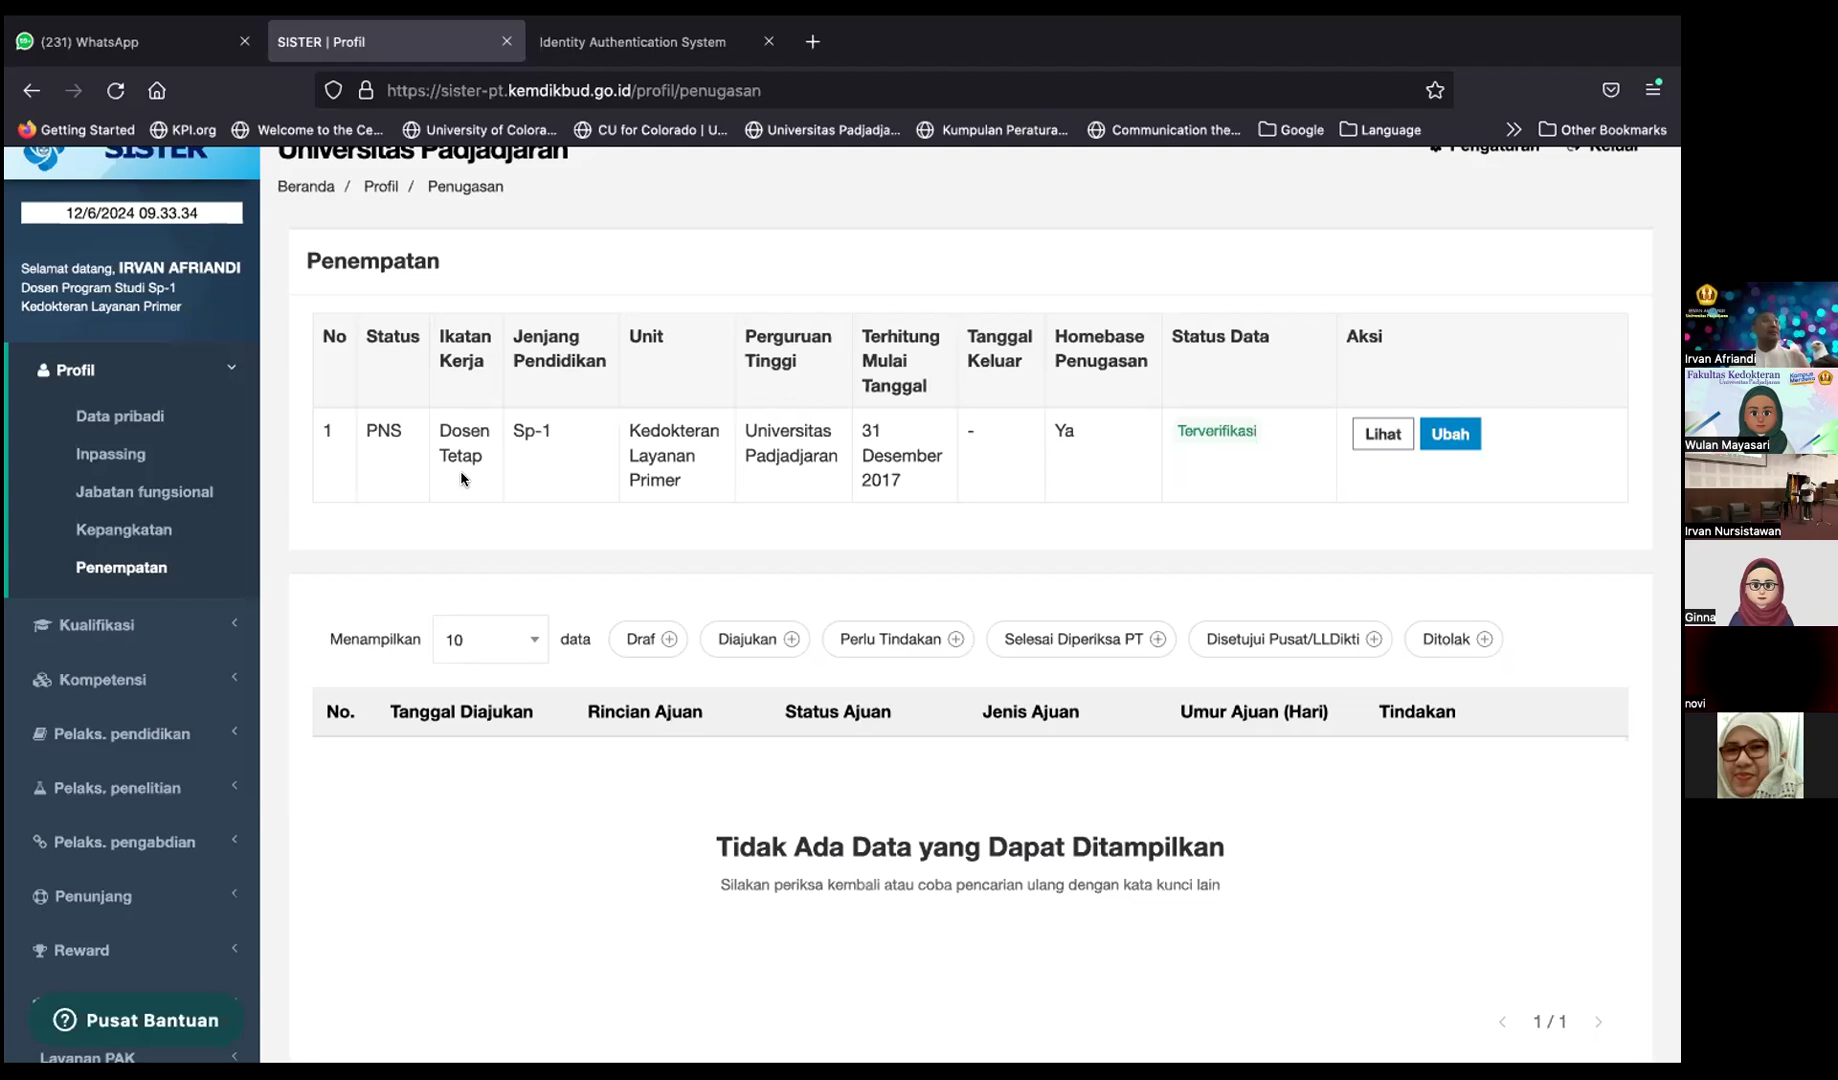 (231) WhatsApp
SISTER | Profil
Identity Authentication System
https://sister-pt.kemdikbud.go.id/profil/penugasan
Getting Started
KPI.org
Welcome to the Ce...
University of Colora...
CU for Colorado | U...
Universitas Padjadja...
Kumpulan Peratura...
Communication the...
Google
Language
Other Bookmarks
SISTER
Universitas Padjadjaran
Pengaturan
Keluar
Beranda / Profil / Penugasan
12/6/2024 09.33.34
Selamat datang, IRVAN AFRIANDI
Dosen Program Studi Sp-1
Kedokteran Layanan Primer
Profil
Data pribadi
Inpassing
Jabatan fungsional
Kepangkatan
Penempatan
Kualifikasi
Kompetensi
Pelaks. pendidikan
Pelaks. penelitian
Pelaks. pengabdian
Penunjang
Reward
Pusat Bantuan
Layanan PAK
Penempatan
No
Status
Ikatan
Kerja
Jenjang
Pendidikan
Unit
Perguruan
Tinggi
Terhitung
Mulai
Tanggal
Tanggal
Keluar
Homebase
Penugasan
Status Data
Aksi
1
PNS
Dosen
Tetap
Sp-1
Kedokteran
Layanan
Primer
Universitas
Padjadjaran
31
Desember
2017
-
Ya
Terverifikasi
Lihat
Ubah
Menampilkan 10 data
Draf
Diajukan
Perlu Tindakan
Selesai Diperiksa PT
Disetujui Pusat/LLDikti
Ditolak
No.
Tanggal Diajukan
Rincian Ajuan
Status Ajuan
Jenis Ajuan
Umur Ajuan (Hari)
Tindakan
Tidak Ada Data yang Dapat Ditampilkan
Silakan periksa kembali atau coba pencarian ulang dengan kata kunci lain
1 / 1
Irvan Afriandi
Fakultas Kedokteran
Universitas Padjadjaran
Wulan Mayasari
Irvan Nursistawan
Ginna
novi